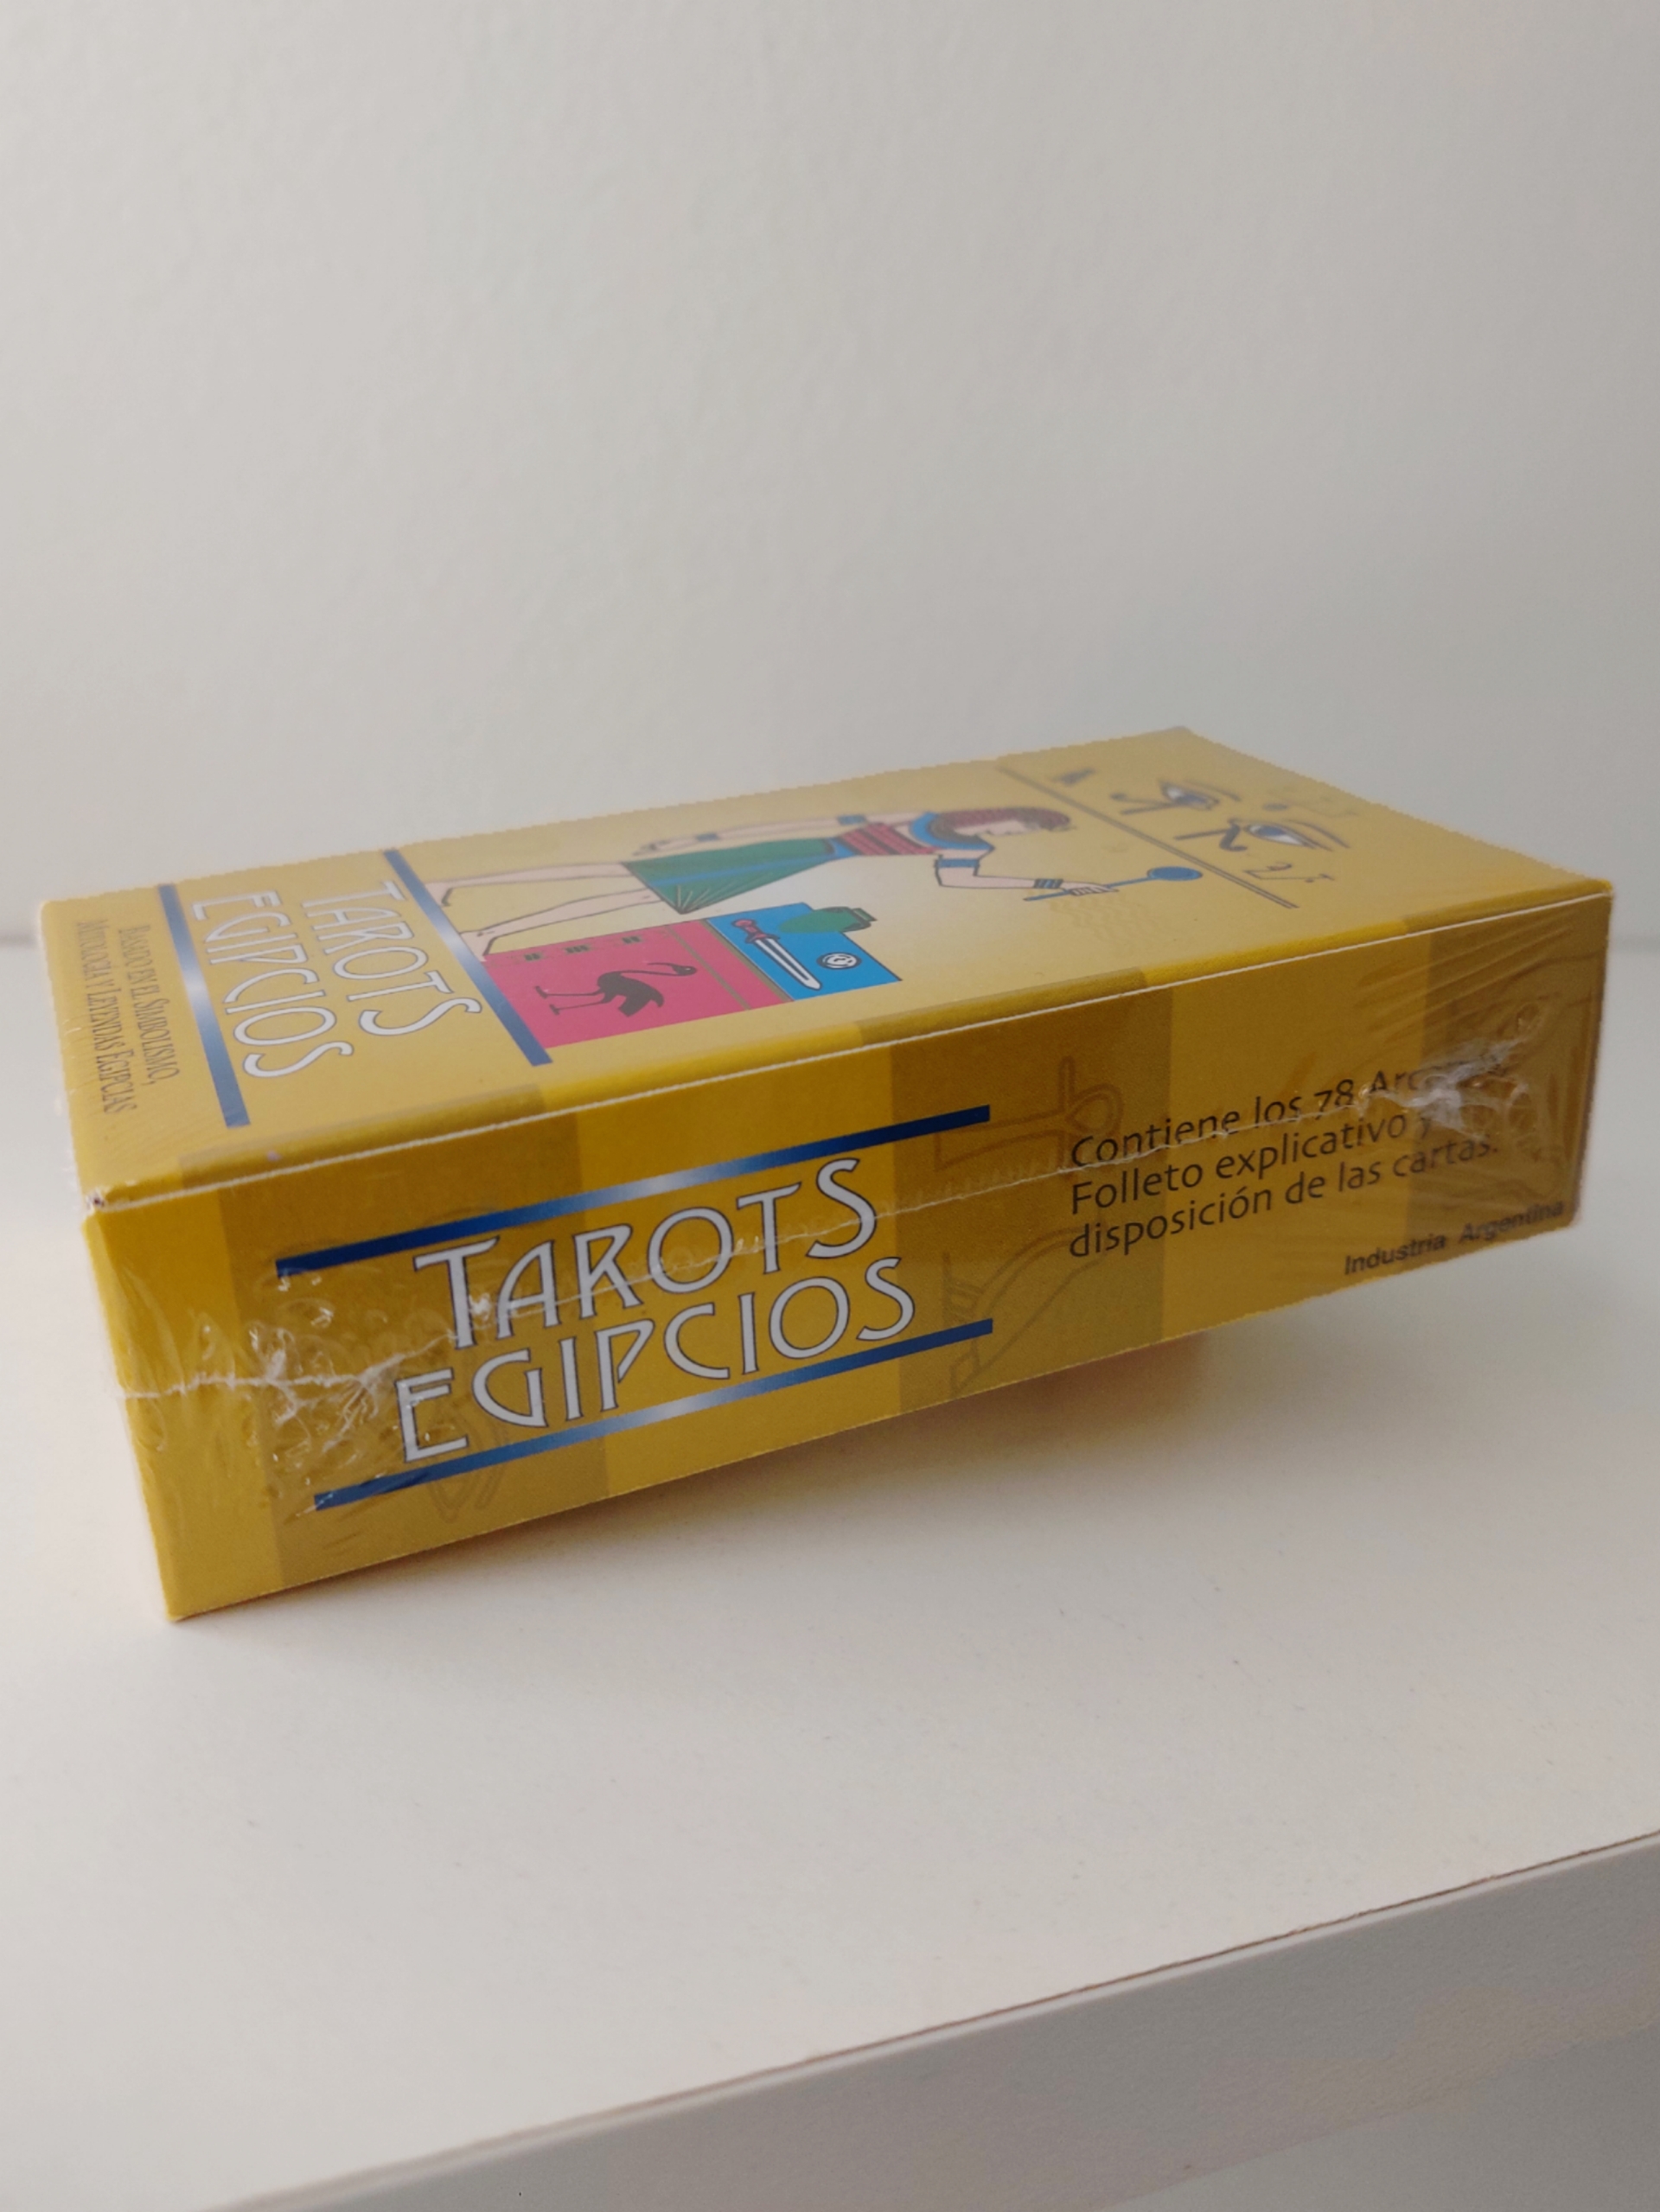 TAROTS
EGIPCIOS
BASADO EN EL SIMBOLISMO,
MITOLOGIA Y LEYENDAS EGIPCIAS
TAROTS
EGIPCIOS
Contiene los 78
Folleto explicativo y
disposición de las cartas.
Industria Argentina